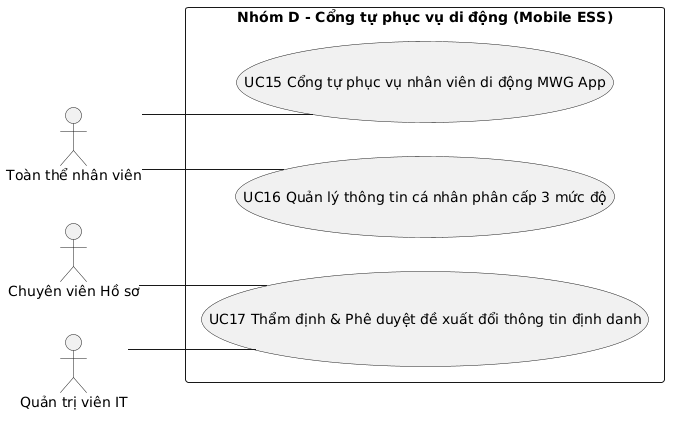 Nhóm D - Cổng tự phục vụ di động (Mobile ESS)
UC15 Cổng tự phục vụ nhân viên di động MWG App
Toàn thể nhân viên
UC16 Quản lý thông tin cá nhân phân cấp 3 mức độ
Chuyên viên Hồ sơ
UC17 Thẩm định & Phê duyệt đề xuất đổi thông tin định danh
Quản trị viên IT